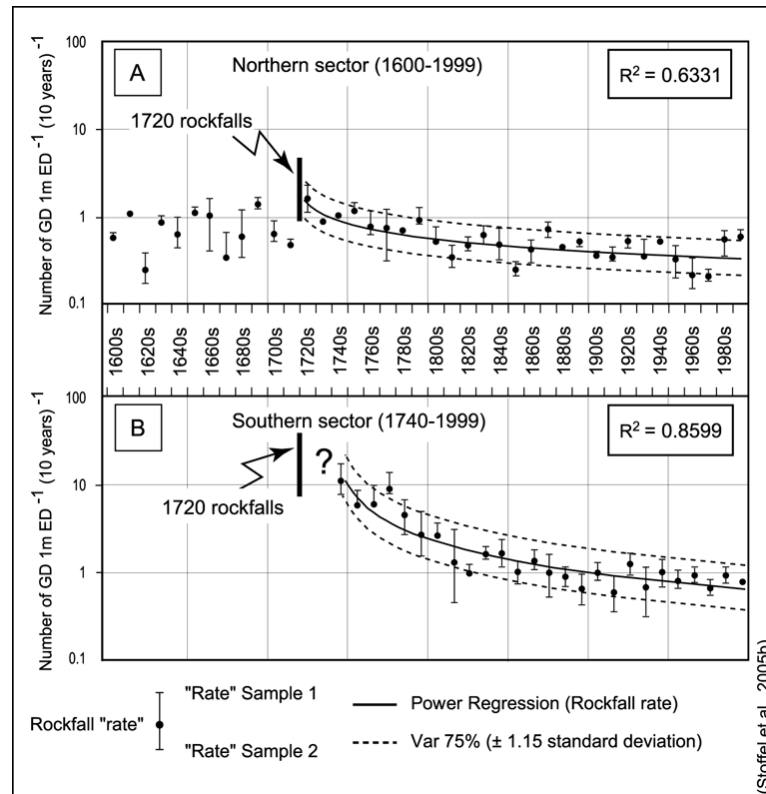 A
Northern sector (1600-1999)
R² = 0.6331
1720 rockfalls
Number of GD 1m ED ⁻¹ (10 years) ⁻¹
100
10
1
0.1
1600s
1620s
1640s
1660s
1680s
1700s
1720s
1740s
1760s
1780s
1800s
1820s
1840s
1860s
1880s
1900s
1920s
1940s
1960s
1980s
B
Southern sector (1740-1999)
R² = 0.8599
?
1720 rockfalls
Number of GD 1m ED ⁻¹ (10 years) ⁻¹
100
10
1
0.1
Rockfall "rate"
"Rate" Sample 1
"Rate" Sample 2
Power Regression (Rockfall rate)
Var 75% (± 1.15 standard deviation)
(Stoffel et al., 2005b)